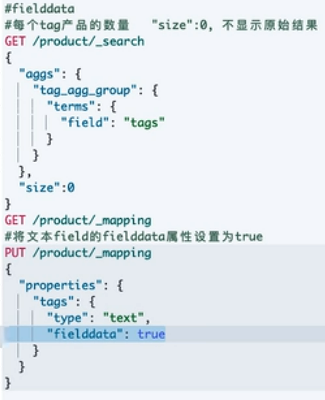 #fielddata
#每个tag产品的数量 "size":0, 不显示原始结果
GET /product/_search
{
"aggs": {
"tag_agg_group": {
"terms": {
"field": "tags"
}
}
},
"size":0
}
GET /product/_mapping
#将文本field的fielddata属性设置为true
PUT /product/_mapping
{
"properties": {
"tags": {
"type": "text",
"fielddata": true
}
}
}